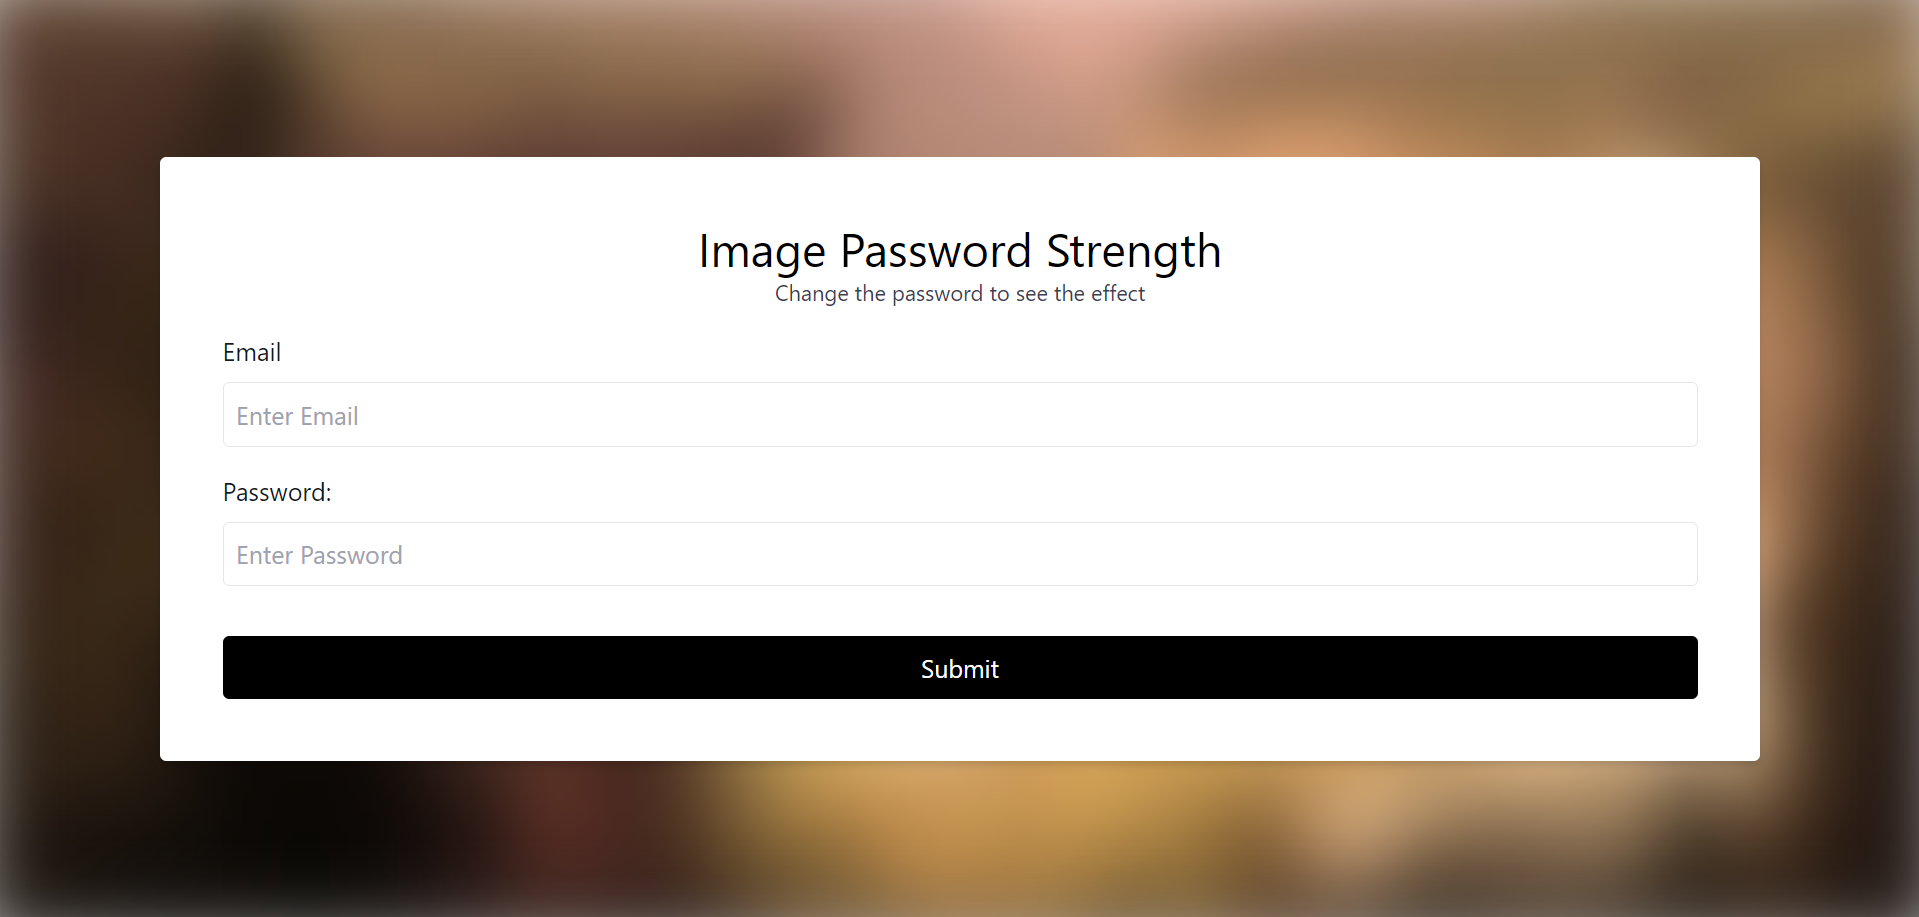 Image Password Strength
Change the password to see the effect
Email
Enter Email
Password:
Enter Password
Submit